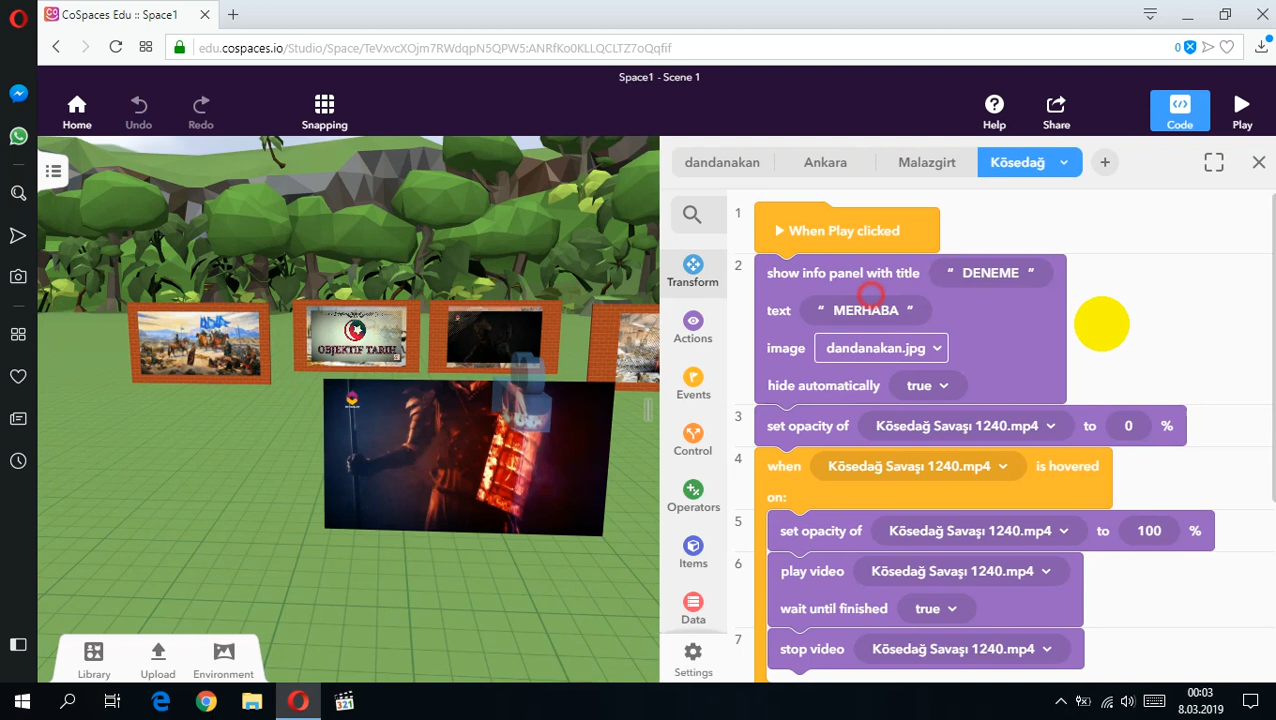 CoSpaces Edu :: Space1
edu.cospaces.io/Studio/Space/TeVxvcXOjm7RWdqpN5QPW5:ANRfKo0KLLQCLTZ7oQqfif
0
Space1 - Scene 1
Home
Undo
Redo
Snapping
Help
Share
Code
Play
dandanakan
Ankara
Malazgirt
Kösedağ
Transform
Actions
Events
Control
Operators
Items
Data
Settings
1
When Play clicked
2
show info panel with title “ DENEME ”
text “ MERHABA ”
image dandanakan.jpg
hide automatically true
3
set opacity of Kösedağ Savaşı 1240.mp4 to 0 %
4
when Kösedağ Savaşı 1240.mp4 is hovered
on:
5
set opacity of Kösedağ Savaşı 1240.mp4 to 100 %
6
play video Kösedağ Savaşı 1240.mp4
wait until finished true
7
stop video Kösedağ Savaşı 1240.mp4
OBJEKTIF TARIH
Library
Upload
Environment
321
00:03
8.03.2019